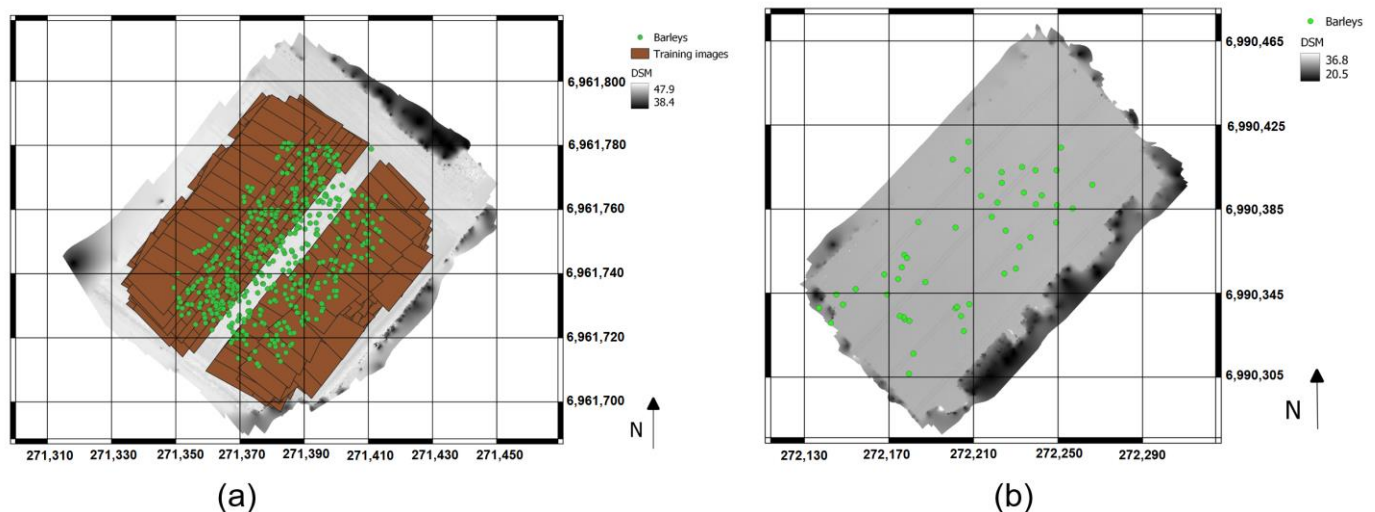 Barleys
Training images
DSM
47.9
38.4
6,961,800
6,961,780
6,961,760
6,961,740
6,961,720
6,961,700
N
271,310 271,330 271,350 271,370 271,390 271,410 271,430 271,450
(a)
Barleys
DSM
36.8
20.5
6,990,465
6,990,425
6,990,385
6,990,345
6,990,305
N
272,130 272,170 272,210 272,250 272,290
(b)